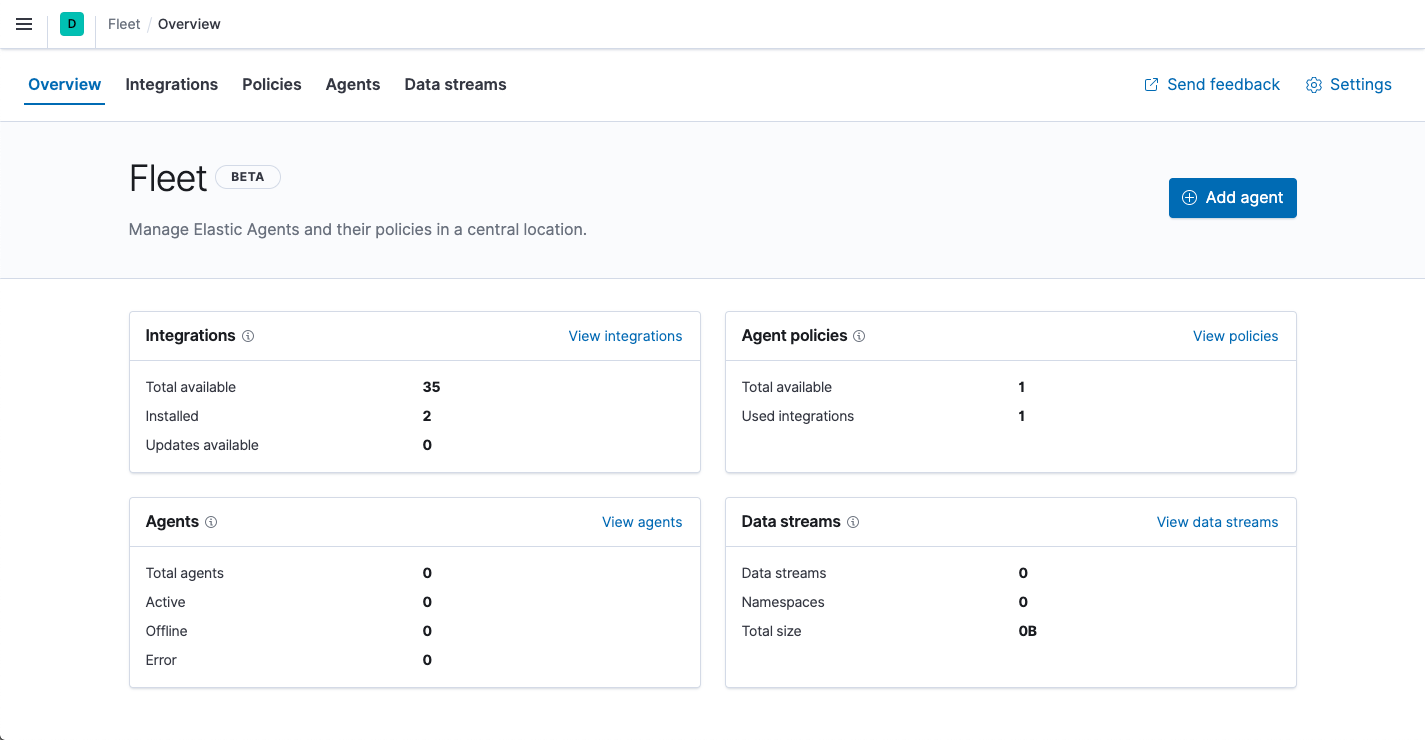 D Fleet / Overview
Overview Integrations Policies Agents Data streams Send feedback Settings
Fleet BETA
Add agent
Manage Elastic Agents and their policies in a central location.
Integrations View integrations
Total available 35
Installed 2
Updates available 0
Agent policies View policies
Total available 1
Used integrations 1
Agents View agents
Total agents 0
Active 0
Offline 0
Error 0
Data streams View data streams
Data streams 0
Namespaces 0
Total size 0B